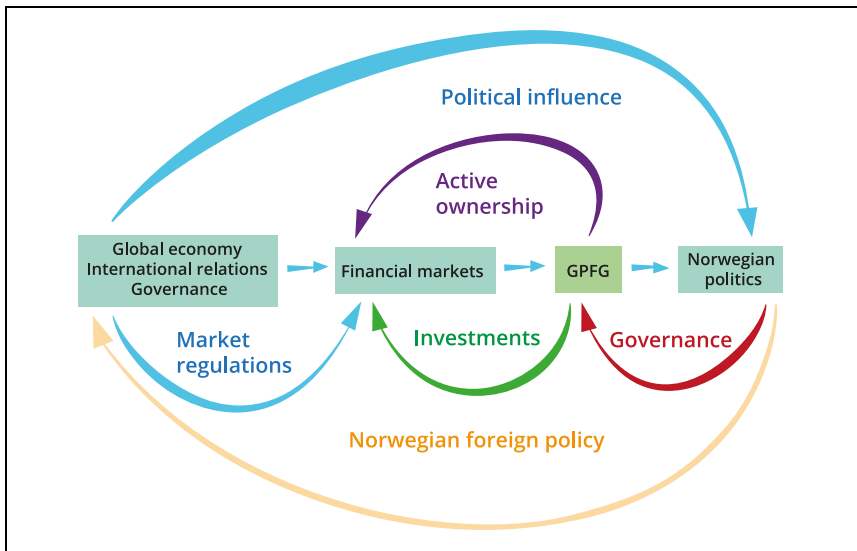 Political influence
Active
ownership
Global economy
International relations
Governance
Financial markets
GPFG
Norwegian
politics
Market
regulations
Investments
Governance
Norwegian foreign policy